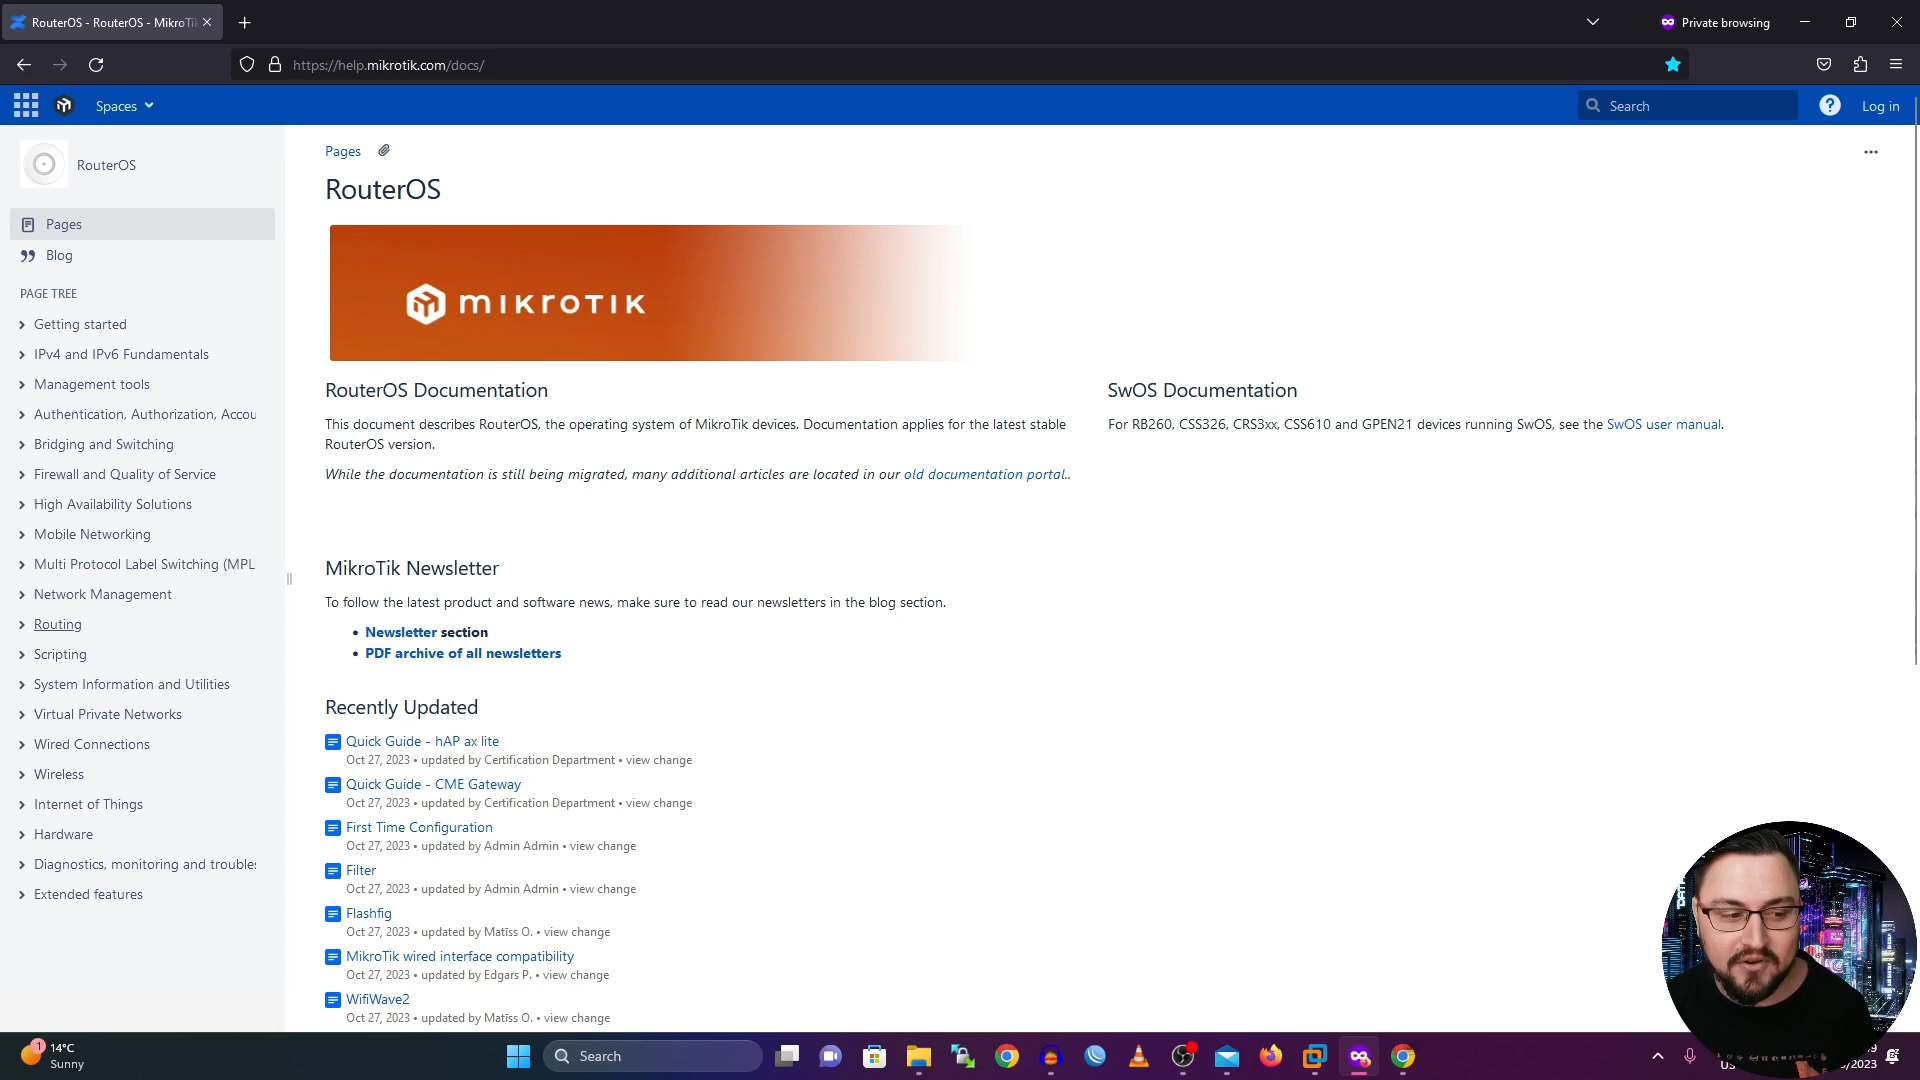 RouterOS - RouterOS - MikroTi
Private browsing
https://help.mikrotik.com/docs/
Spaces
Search
Log in
RouterOS
Pages
Blog
PAGE TREE
Getting started
IPv4 and IPv6 Fundamentals
Management tools
Authentication, Authorization, Accou
Bridging and Switching
Firewall and Quality of Service
High Availability Solutions
Mobile Networking
Multi Protocol Label Switching (MPL
Network Management
Routing
Scripting
System Information and Utilities
Virtual Private Networks
Wired Connections
Wireless
Internet of Things
Hardware
Diagnostics, monitoring and troubles
Extended features
Pages
RouterOS
mikrotik
RouterOS Documentation
This document describes RouterOS, the operating system of MikroTik devices. Documentation applies for the latest stable
RouterOS version.
While the documentation is still being migrated, many additional articles are located in our old documentation portal..
SwOS Documentation
For RB260, CSS326, CRS3xx, CSS610 and GPEN21 devices running SwOS, see the SwOS user manual.
MikroTik Newsletter
To follow the latest product and software news, make sure to read our newsletters in the blog section.
• Newsletter section
• PDF archive of all newsletters
Recently Updated
Quick Guide - hAP ax lite
Oct 27, 2023 • updated by Certification Department • view change
Quick Guide - CME Gateway
Oct 27, 2023 • updated by Certification Department • view change
First Time Configuration
Oct 27, 2023 • updated by Admin Admin • view change
Filter
Oct 27, 2023 • updated by Admin Admin • view change
Flashfig
Oct 27, 2023 • updated by Matīss O. • view change
MikroTik wired interface compatibility
Oct 27, 2023 • updated by Edgars P. • view change
WifiWave2
Oct 27, 2023 • updated by Matīss O. • view change
1
14°C
Sunny
Search
US
/2023